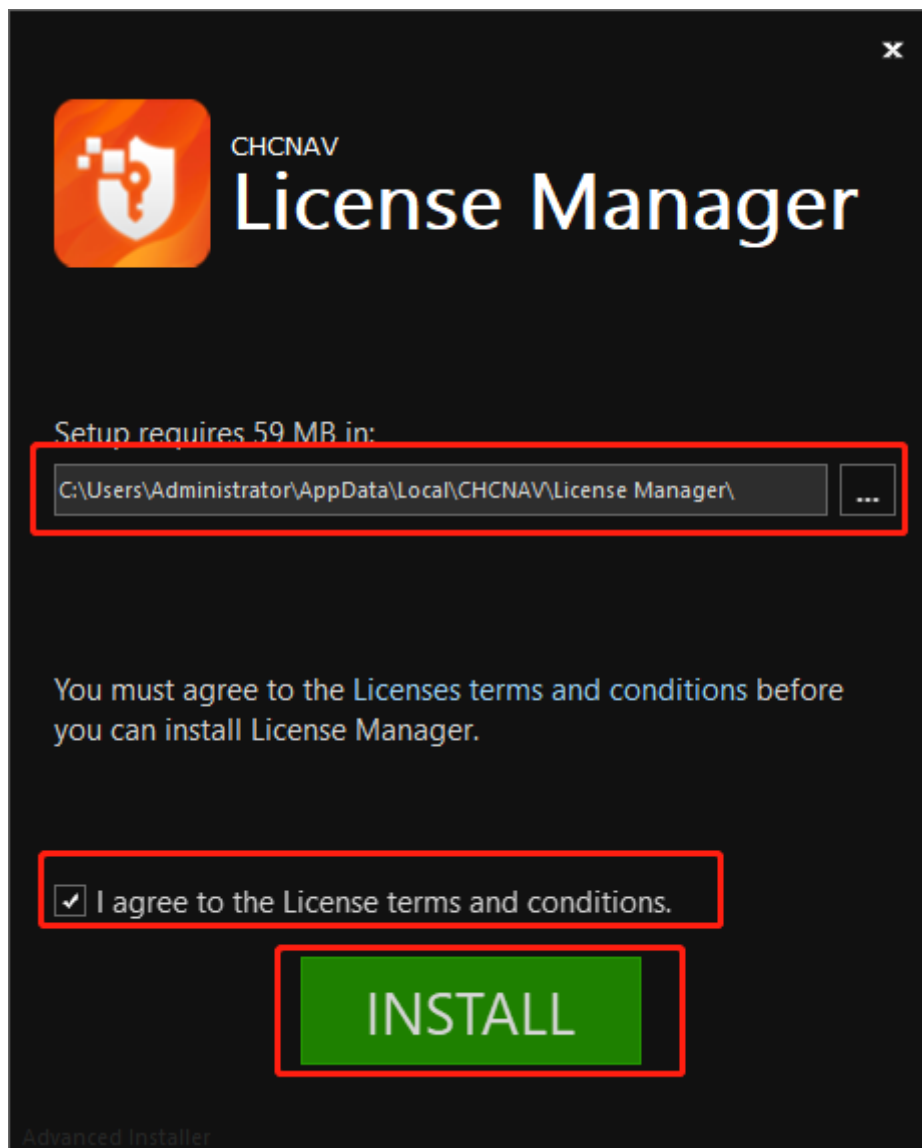 x
CHCNAV
License Manager
Setup requires 59 MB in:
C:\Users\Administrator\AppData\Local\CHCNAV\License Manager\
...
You must agree to the Licenses terms and conditions before
you can install License Manager.
I agree to the License terms and conditions.
INSTALL
Advanced Installer